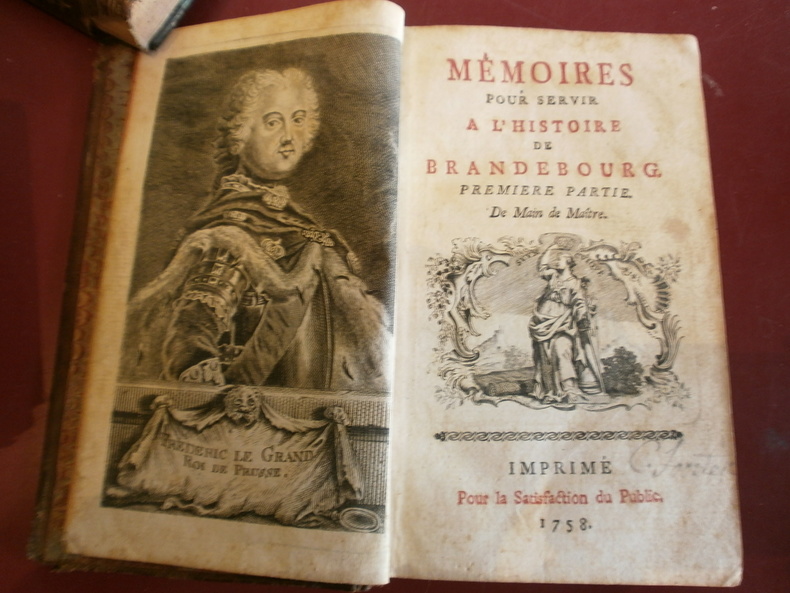 FREDERIC LE GRAND
ROI DE PRUSSE.
MÉMOIRES
POUR SERVIR
A L'HISTOIRE
DE
BRANDEBOURG.
PREMIERE PARTIE.
De Main de Maître.
IMPRIMÉ
Pour la Satisfaction du Public.
1758.